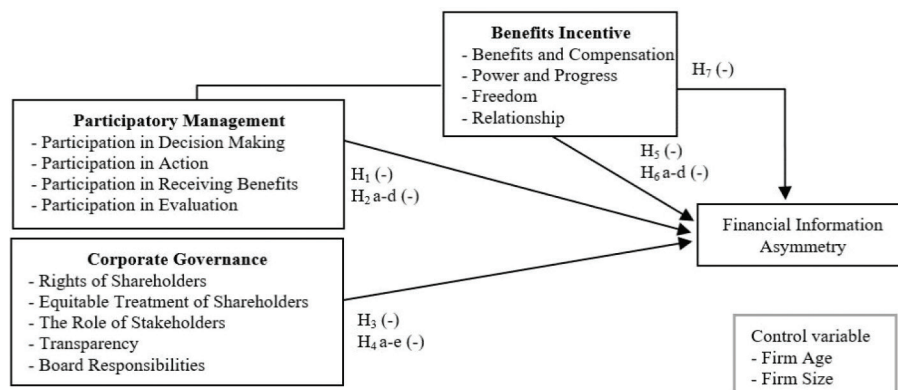 Benefits Incentive
- Benefits and Compensation
- Power and Progress
- Freedom
- Relationship
H7 (-)
Participatory Management
- Participation in Decision Making
- Participation in Action
- Participation in Receiving Benefits
- Participation in Evaluation
H1 (-)
H2 a-d (-)
H5 (-)
H6 a-d (-)
Financial Information
Asymmetry
Corporate Governance
- Rights of Shareholders
- Equitable Treatment of Shareholders
- The Role of Stakeholders
- Transparency
- Board Responsibilities
H3 (-)
H4 a-e (-)
Control variable
- Firm Age
- Firm Size